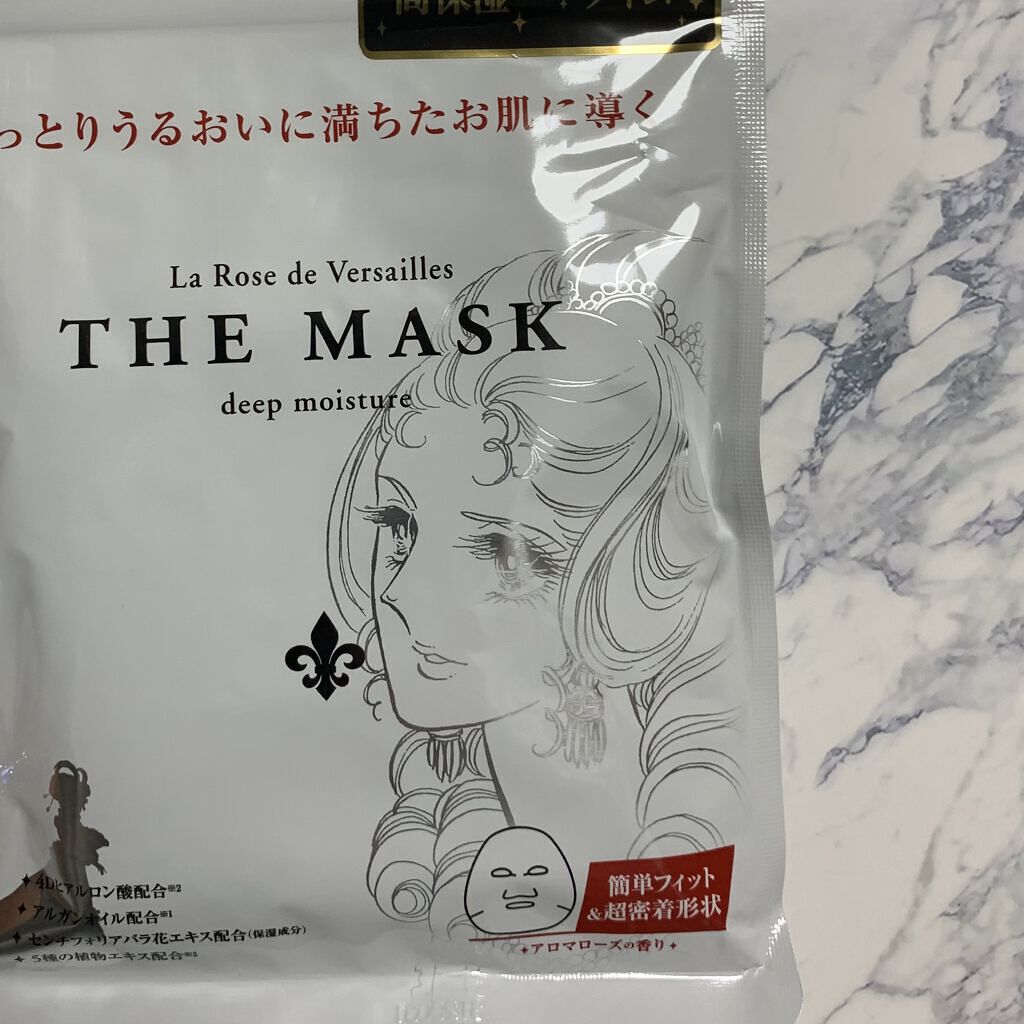 高保湿
っとりうるおいに満ちたお肌に導く
La Rose de Versailles
THE MASK
deep moisture
4Dヒアルロン酸配合※2
アルガンオイル配合※1
センチフォリアバラ花エキス配合(保湿成分)
5種の植物エキス配合※3
簡単フィット
&超密着形状
アロマローズの香り